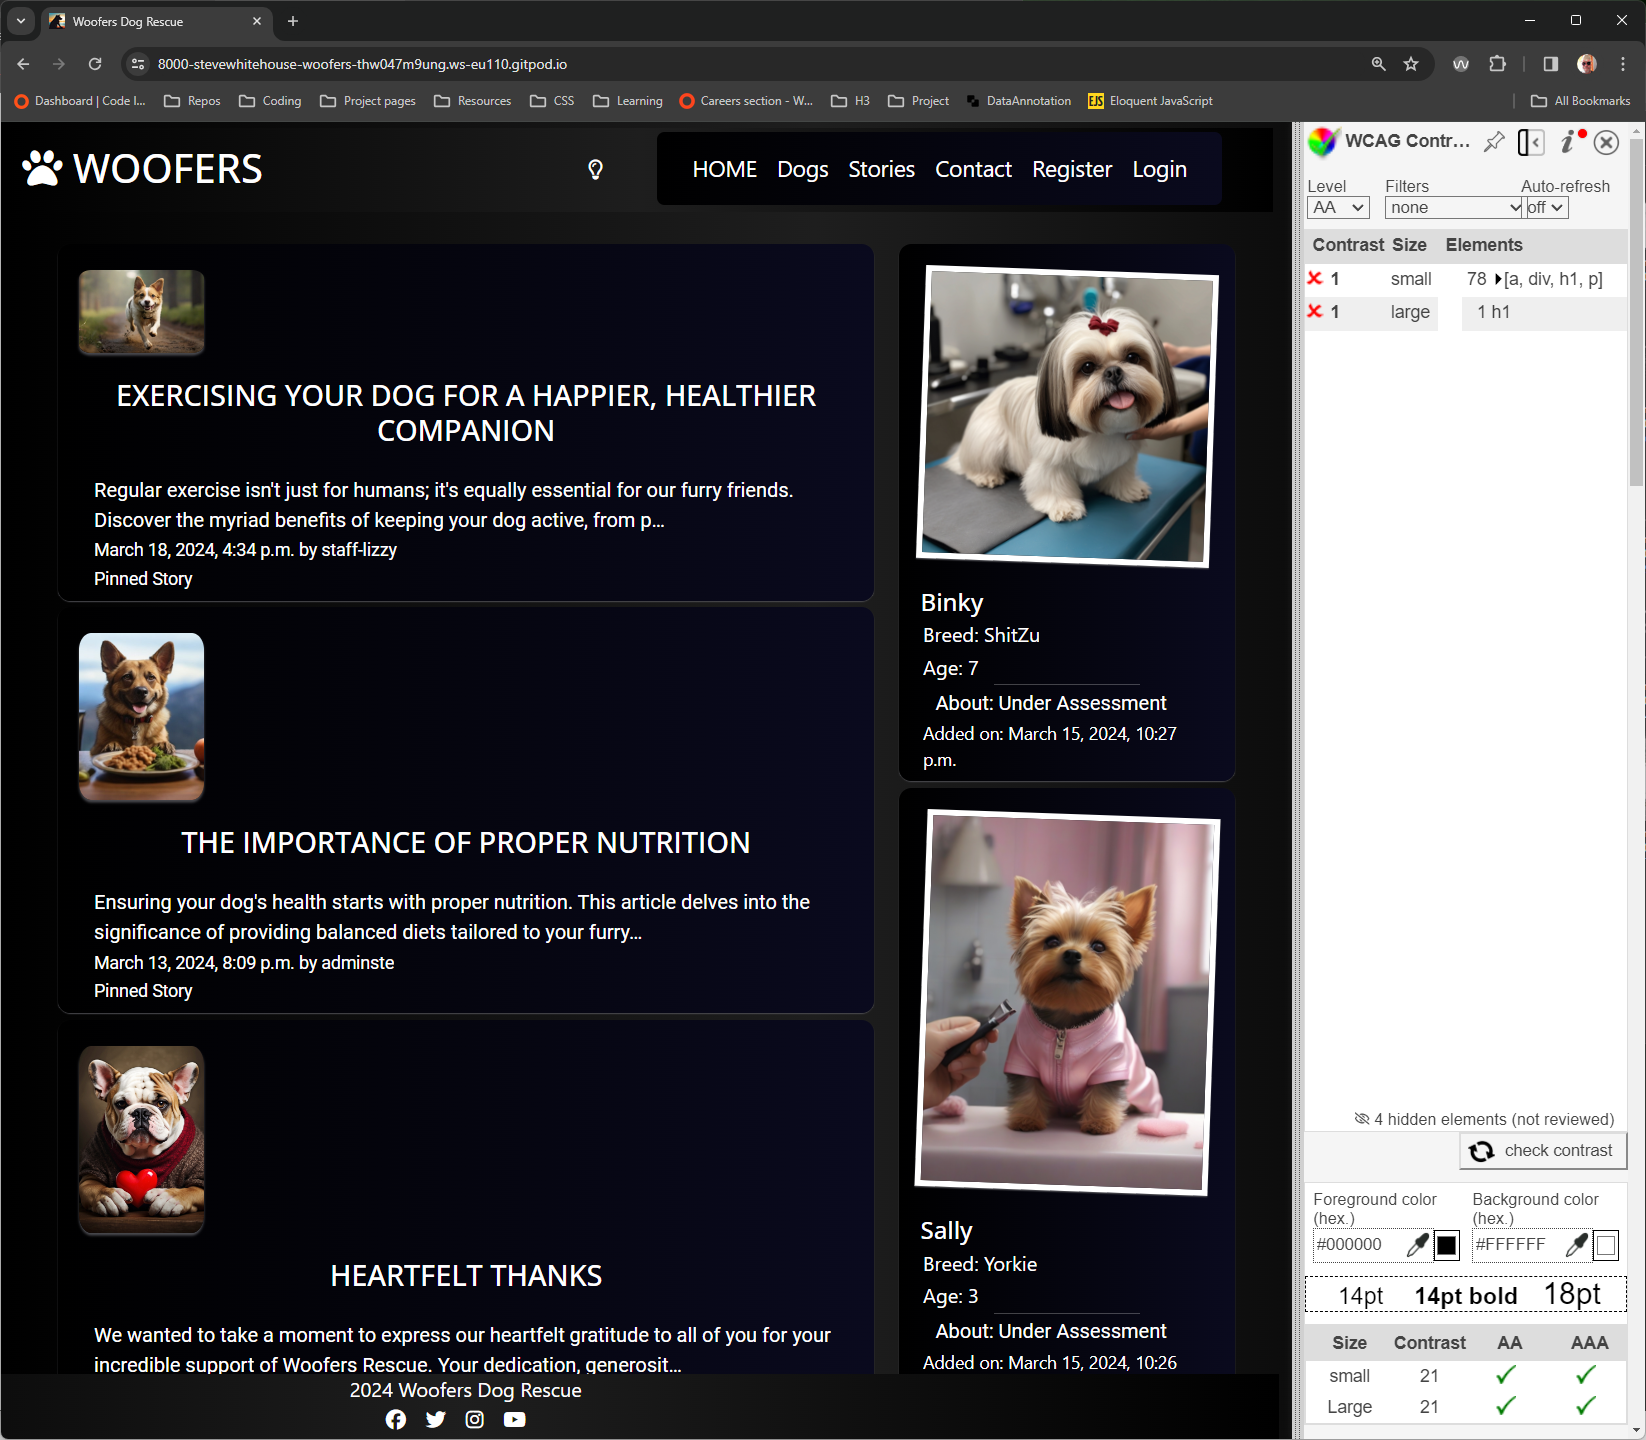 Woofers Dog Rescue
8000-stevewhitehouse-woofers-thw047m9ung.ws-eu110.gitpod.io
Dashboard | Code I...
Repos
Coding
Project pages
Resources
CSS
Learning
Careers section - W...
H3
Project
DataAnnotation
EJS
Eloquent JavaScript
All Bookmarks
WOOFERS
HOME Dogs Stories Contact Register Login
EXERCISING YOUR DOG FOR A HAPPIER, HEALTHIER
COMPANION
Regular exercise isn't just for humans; it's equally essential for our furry friends.
Discover the myriad benefits of keeping your dog active, from p…
March 18, 2024, 4:34 p.m. by staff-lizzy
Pinned Story
THE IMPORTANCE OF PROPER NUTRITION
Ensuring your dog's health starts with proper nutrition. This article delves into the
significance of providing balanced diets tailored to your furry…
March 13, 2024, 8:09 p.m. by adminste
Pinned Story
HEARTFELT THANKS
We wanted to take a moment to express our heartfelt gratitude to all of you for your
incredible support of Woofers Rescue. Your dedication, generosit…
Binky
Breed: ShitZu
Age: 7
About: Under Assessment
Added on: March 15, 2024, 10:27
p.m.
Sally
Breed: Yorkie
Age: 3
About: Under Assessment
Added on: March 15, 2024, 10:26
2024 Woofers Dog Rescue
WCAG Contr...
Level Filters Auto-refresh
AA none off
Contrast Size Elements
1 small 78 [a, div, h1, p]
1 large 1 h1
4 hidden elements (not reviewed)
check contrast
Foreground color
(hex.)
#000000
Background color
(hex.)
#FFFFFF
14pt 14pt bold 18pt
Size Contrast AA AAA
small 21
Large 21